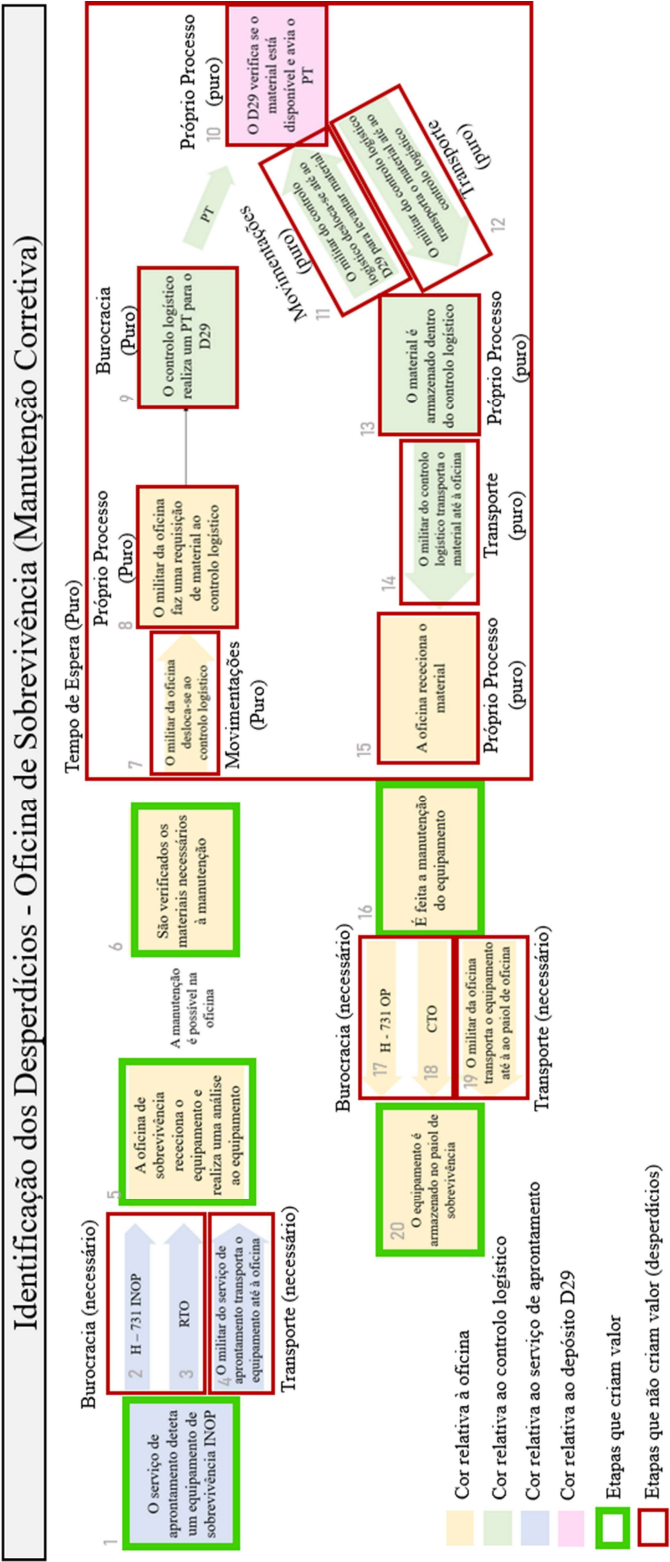 Identificação dos Desperdícios - Oficina de Sobrevivência (Manutenção Corretiva)
Burocracia (necessário)
1
O serviço de
aprontamento deteta
um equipamento de
sobrevivência INOP
2
H – 731 INOP
3
RTO
4
O militar do serviço de
aprontamento transporta o
equipamento até à oficina
Transporte (necessário)
5
A oficina de
sobrevivência
receciona o
equipamento e
realiza uma análise
ao equipamento
A manutenção
é possível na
oficina
6
São verificados os
materiais necessários
à manutenção
Tempo de Espera (Puro)
7
O militar da oficina
desloca-se ao
controlo logístico
Movimentações
(Puro)
Próprio Processo
(Puro)
8
O militar da oficina
faz uma requisição
de material ao
controlo logístico
Burocracia
(Puro)
9
O controlo logístico
realiza um PT para o
D29
PT
Próprio Processo
(puro)
10
O D29 verifica se o
material está
disponível e avia o
PT
Movimentações
(puro)
11
O militar do controlo
logístico desloca-se até ao
D29 para levantar material
O militar do controlo logístico
transporta o material até ao
controlo logístico
Transporte
(puro)
12
13
O material é
armazenado dentro
do controlo logístico
Próprio Processo
(puro)
14
O militar do controlo
logístico transporta o
material até à oficina
Transporte
(puro)
15
A oficina receciona o
material
Próprio Processo
(puro)
16
É feita a manutenção
do equipamento
Burocracia (necessário)
17
H - 731 OP
18
CTO
19
O militar da oficina
transporta o equipamento
até à ao paiol de oficina
Transporte (necessário)
20
O equipamento é
armazenado no paiol de
sobrevivência
Cor relativa à oficina
Cor relativa ao controlo logístico
Cor relativa ao serviço de aprontamento
Cor relativa ao depósito D29
Etapas que criam valor
Etapas que não criam valor (desperdícios)